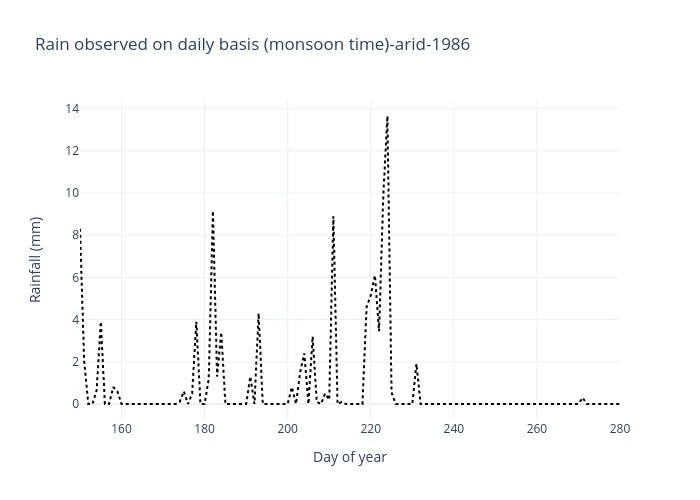 Rain observed on daily basis (monsoon time)-arid-1986
14
12
10
8
6
4
2
0
Rainfall (mm)
160 180 200 220 240 260 280
Day of year